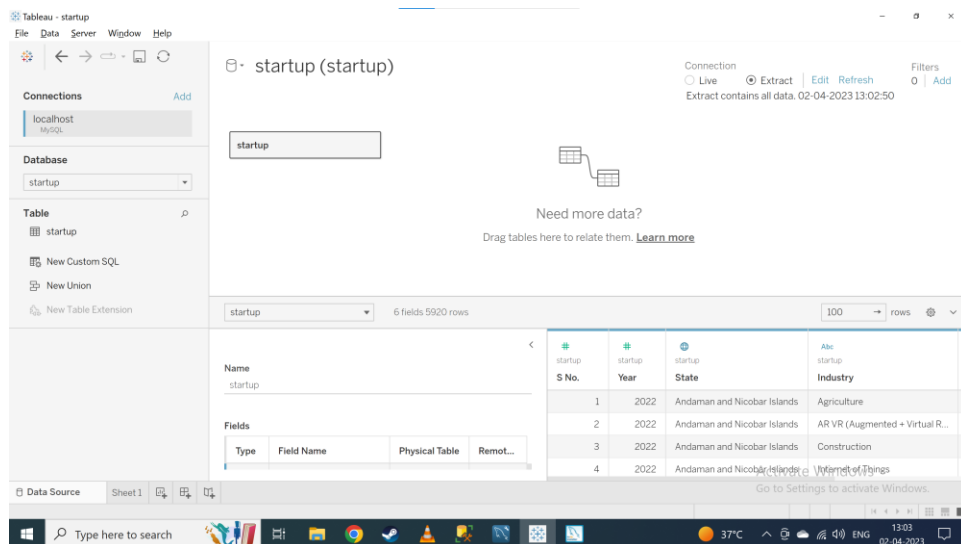 Tableau - startup
File Data Server Window Help
startup (startup)
Connection
Live Extract Edit Refresh
Extract contains all data. 02-04-2023 13:02:50
Filters
0 Add
Connections Add
localhost
MySQL
Database
startup
Table
startup
New Custom SQL
New Union
New Table Extension
startup
Need more data?
Drag tables here to relate them. Learn more
startup 6 fields 5920 rows 100 rows
Name
startup
Fields
Type Field Name Physical Table Remot...
# # Abc
startup startup startup startup
S No. Year State Industry
1 2022 Andaman and Nicobar Islands Agriculture
2 2022 Andaman and Nicobar Islands AR VR (Augmented + Virtual R...
3 2022 Andaman and Nicobar Islands Construction
4 2022 Andaman and Nicobar Islands Internet of Things
Activate Windows
Go to Settings to activate Windows.
Data Source Sheet 1
Type here to search 37°C ENG 13:03
02-04-2023